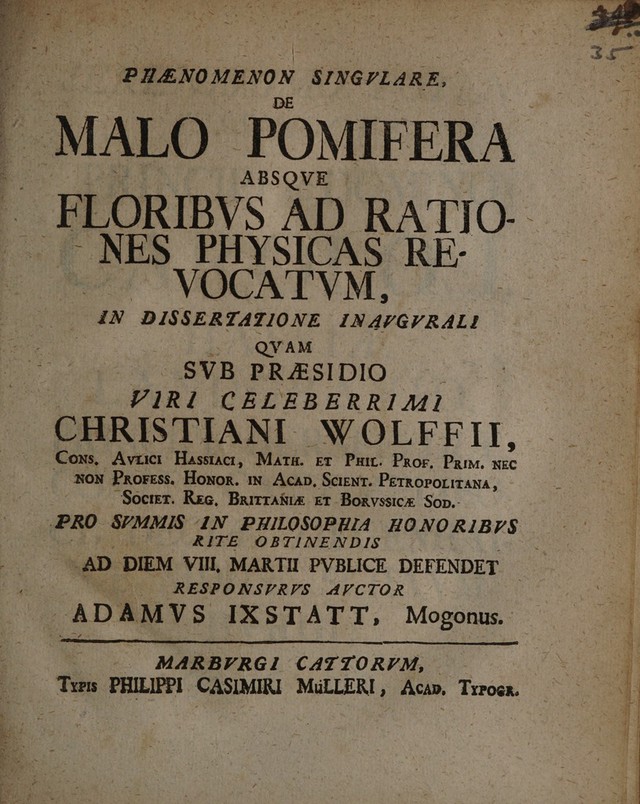 35
PHÆNOMENON SINGVLARE,
DE
MALO POMIFERA
ABSQVE
FLORIBVS AD RATIO-
NES PHYSICAS RE-
VOCATVM,
IN DISSERTATIONE INAVGVRALI
QVAM
SVB PRÆSIDIO
VIRI CELEBERRIMI
CHRISTIANI WOLFFII,
CONS. AVLICI HASSIACI, MATH. ET PHIL. PROF. PRIM. NEC
NON PROFESS. HONOR. IN ACAD. SCIENT. PETROPOLITANA,
SOCIET. REG. BRITTAŃIÆ ET BORVSSICÆ SOD.
PRO SVMMIS IN PHILOSOPHIA HONORIBVS
RITE OBTINENDIS
AD DIEM VIII. MARTII PVBLICE DEFENDET
RESPONSVRVS AVCTOR
ADAMVS IXSTATT, Mogonus.
MARBVRGI CATTORVM,
TYPIS PHILIPPI CASIMIRI MüLLERI, ACAD. TYPOGR.